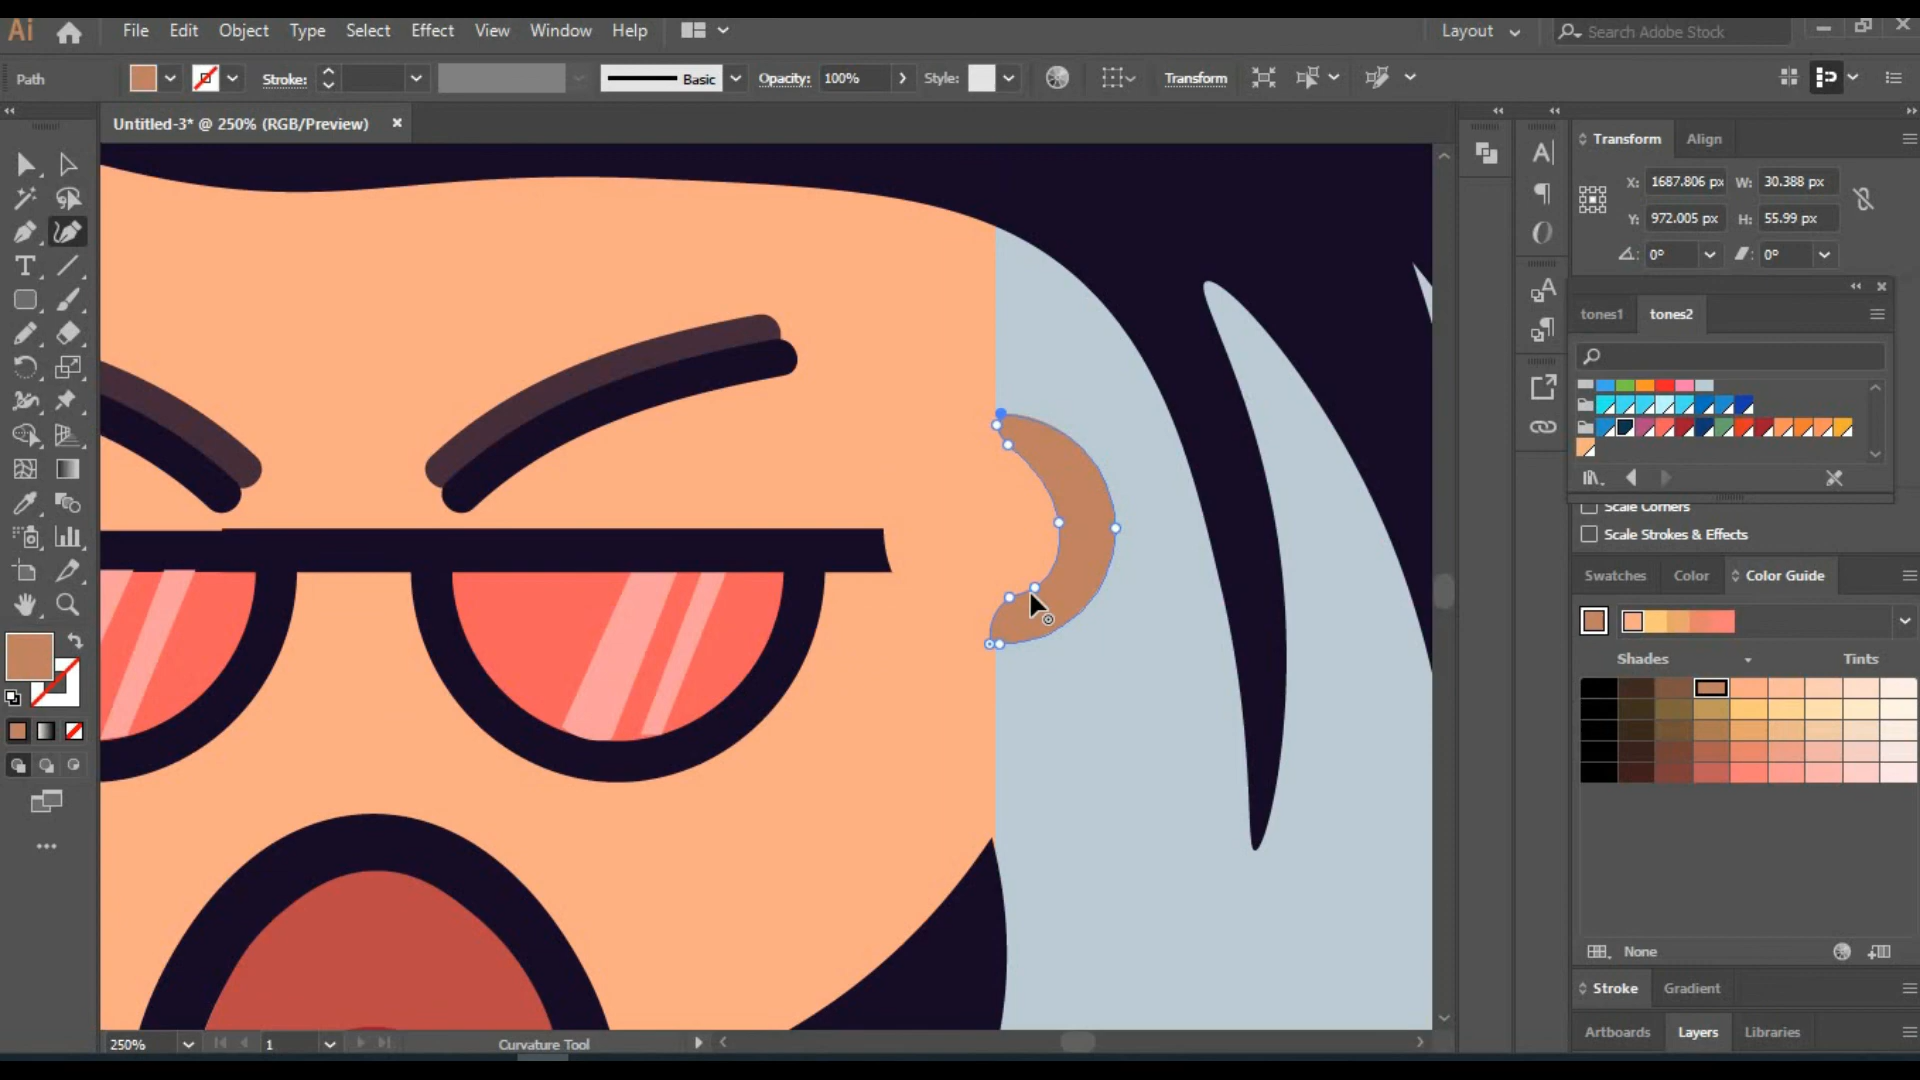 Ai File Edit Object Type Select Effect View Window Help Layout Search Adobe Stock
Path Stroke: Basic Opacity: 100% Style: Transform
Untitled-3* @ 250% (RGB/Preview)
Transform Align
X: 1687.806 px W: 30.388 px
Y: 972.005 px H: 55.99 px
0° 0°
tones1 tones2
Scale Corners
Scale Strokes & Effects
Swatches Color Color Guide
Shades Tints
None
Stroke Gradient
Artboards Layers Libraries
250% 1 Curvature Tool